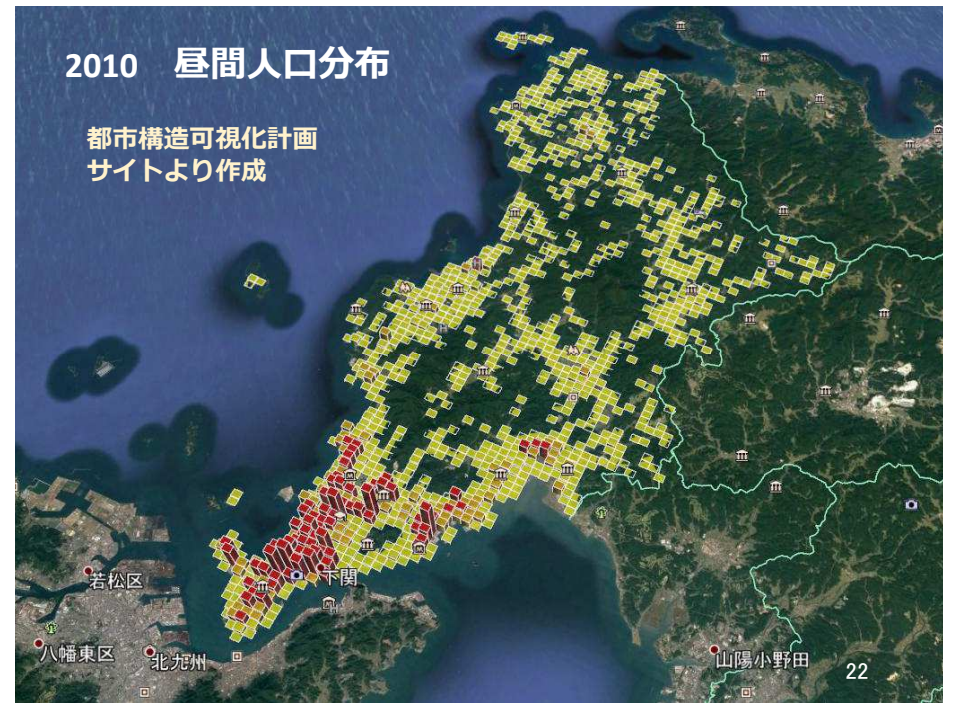 2010 昼間人口分布
都市構造可視化計画
サイトより作成
若松区
下関
八幡東区
北九州
山陽小野田
22